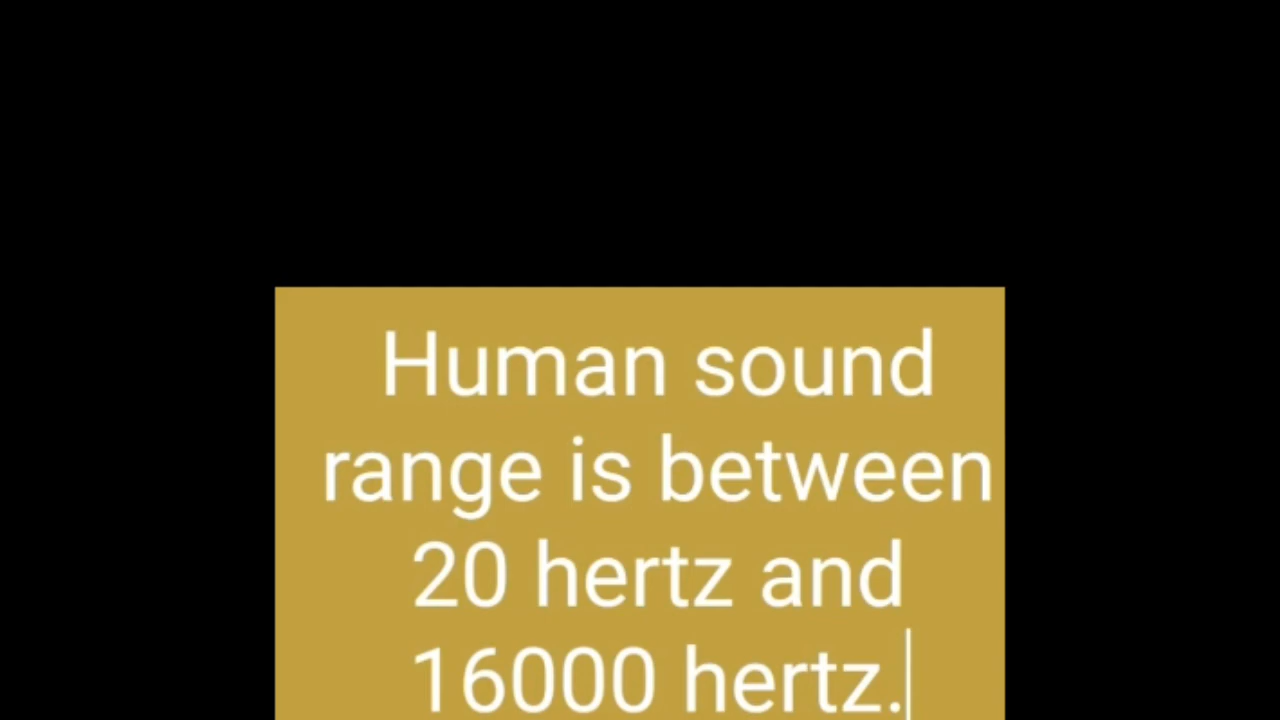 Human sound
range is between
20 hertz and
16000 hertz.